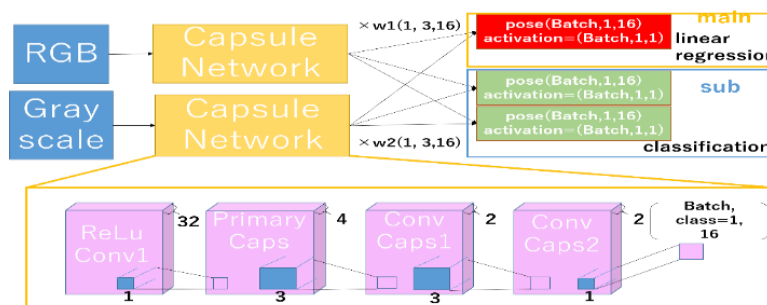 RGB
Capsule
Network
×w1(1, 3,16)
pose(Batch,1,16)
activation=(Batch,1,1)
main
linear
regression
Gray
scale
Capsule
Network
×w2(1, 3,16)
pose(Batch,1,16)
activation=(Batch,1,1)
pose(Batch,1,16)
activation=(Batch,1,1)
sub
classification
ReLu
Conv1
32
1
Primary
Caps
4
3
Conv
Caps1
2
3
Conv
Caps2
2
1
Batch,
class=1,
16